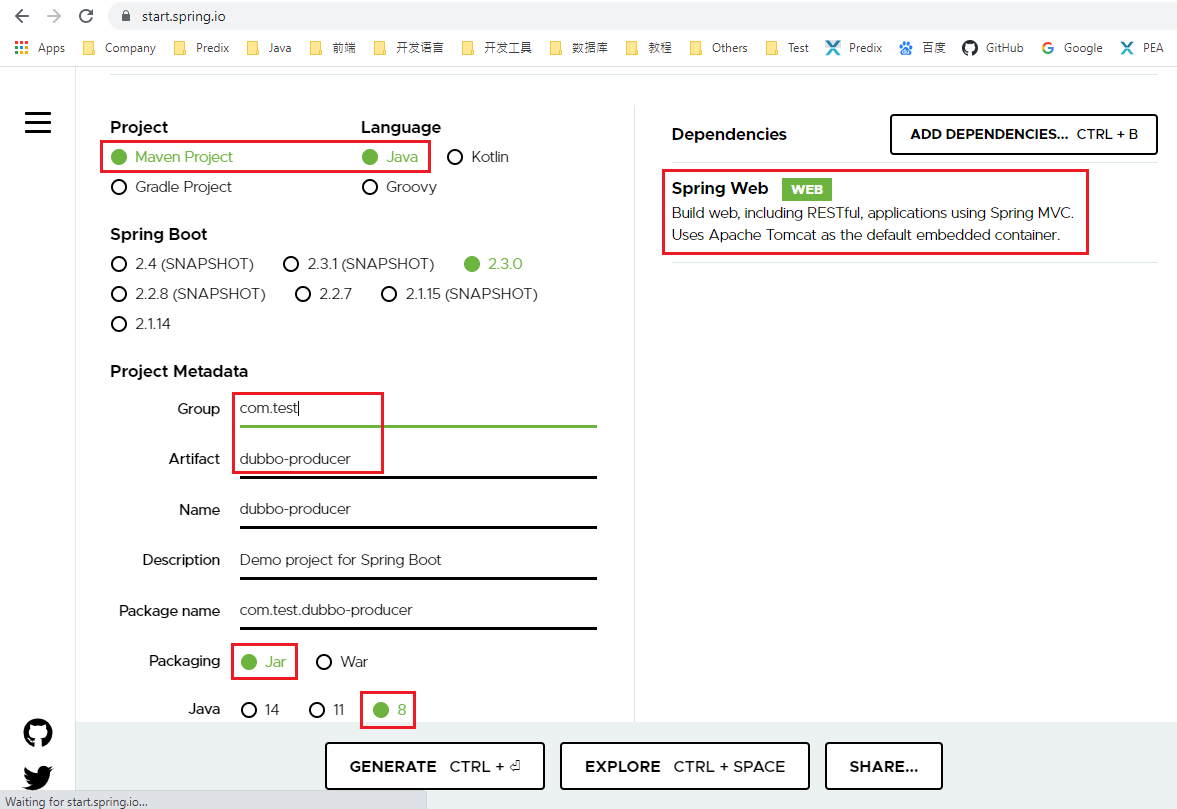 start.spring.io
Apps Company Predix Java 前端 开发语言 开发工具 数据库 教程 Others Test Predix 百度 GitHub Google PEA
Project Language
Maven Project Java Kotlin
Gradle Project Groovy
Spring Boot
2.4 (SNAPSHOT) 2.3.1 (SNAPSHOT) 2.3.0
2.2.8 (SNAPSHOT) 2.2.7 2.1.15 (SNAPSHOT)
2.1.14
Project Metadata
Group com.test
Artifact dubbo-producer
Name dubbo-producer
Description Demo project for Spring Boot
Package name com.test.dubbo-producer
Packaging Jar War
Java 14 11 8
Dependencies ADD DEPENDENCIES... CTRL + B
Spring Web WEB
Build web, including RESTful, applications using Spring MVC.
Uses Apache Tomcat as the default embedded container.
GENERATE CTRL + ⏎ EXPLORE CTRL + SPACE SHARE...
Waiting for start.spring.io...